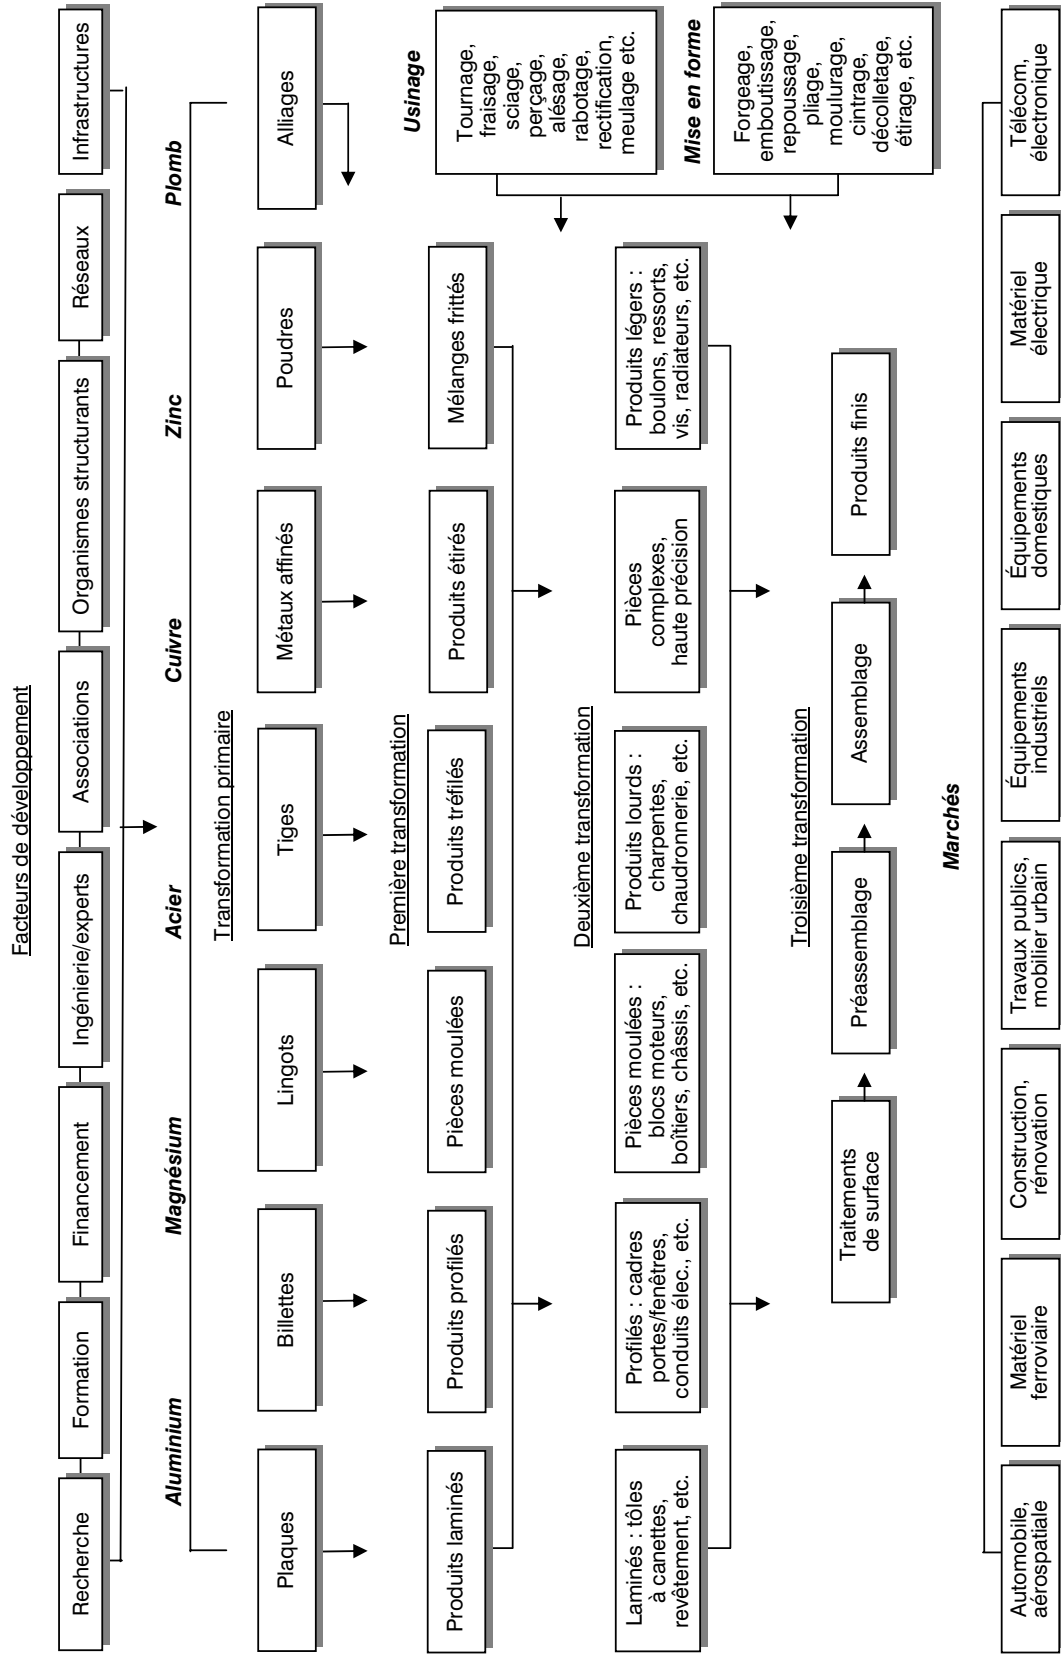 Facteurs de développement
Recherche
Formation
Financement
Ingénierie/experts
Associations
Organismes structurants
Réseaux
Infrastructures
Aluminium
Magnésium
Acier
Cuivre
Zinc
Plomb
Transformation primaire
Plaques
Billettes
Lingots
Tiges
Métaux affinés
Poudres
Alliages
Première transformation
Produits laminés
Produits profilés
Pièces moulées
Produits tréfilés
Produits étirés
Mélanges frittés
Usinage
Tournage,
fraisage,
sciage,
perçage,
alésage,
rabotage,
rectification,
meulage etc.
Deuxième transformation
Laminés : tôles
à canettes,
revêtement, etc.
Profilés : cadres
portes/fenêtres,
conduits élec., etc.
Pièces moulées :
blocs moteurs,
boîtiers, châssis, etc.
Produits lourds :
charpentes,
chaudronnerie, etc.
Pièces
complexes,
haute précision
Produits légers :
boulons, ressorts,
vis, radiateurs, etc.
Mise en forme
Forgeage,
emboutissage,
repoussage,
pliage,
moulurage,
cintrage,
décolletage,
étirage, etc.
Troisième transformation
Traitements
de surface
Préassemblage
Assemblage
Produits finis
Marchés
Automobile,
aérospatiale
Matériel
ferroviaire
Construction,
rénovation
Travaux publics,
mobilier urbain
Équipements
industriels
Équipements
domestiques
Matériel
électrique
Télécom,
électronique